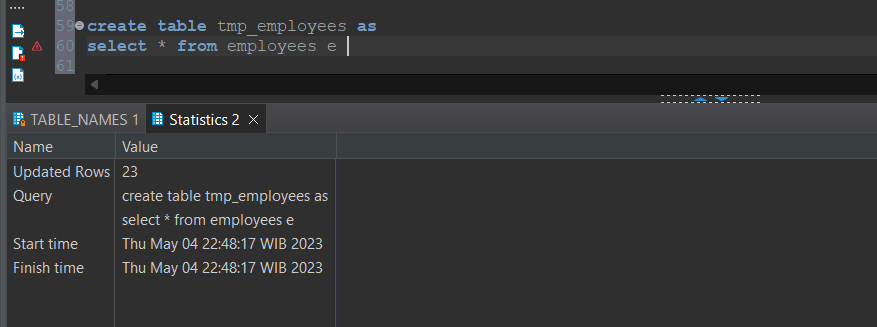 58
59 create table tmp_employees as
60 select * from employees e
61
TABLE_NAMES 1 Statistics 2
Name Value
Updated Rows 23
Query create table tmp_employees as
select * from employees e
Start time Thu May 04 22:48:17 WIB 2023
Finish time Thu May 04 22:48:17 WIB 2023